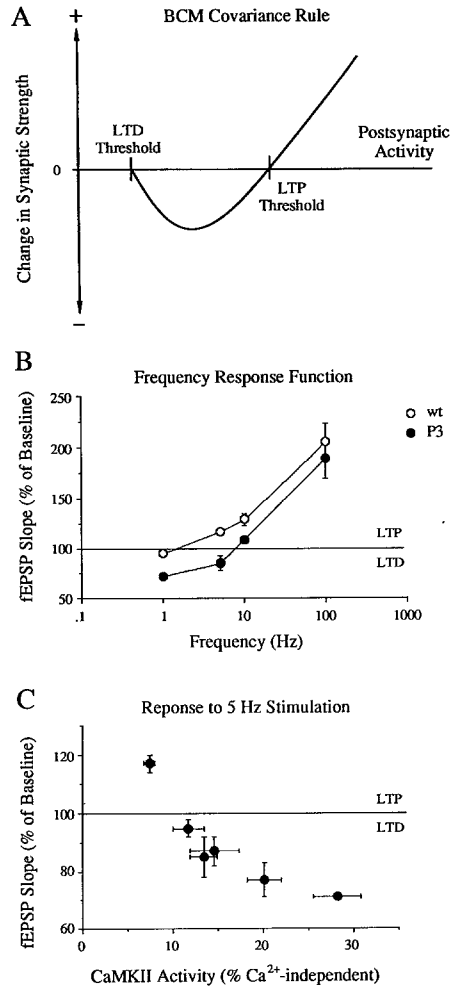 A
BCM Covariance Rule
+
Change in Synaptic Strength
0
−
LTD
Threshold
LTP
Threshold
Postsynaptic
Activity
B
Frequency Response Function
fEPSP Slope (% of Baseline)
250
200
150
100
50
wt
P3
LTP
LTD
.1
1
10
100
1000
Frequency (Hz)
C
Reponse to 5 Hz Stimulation
fEPSP Slope (% of Baseline)
120
100
80
60
LTP
LTD
0
10
20
30
CaMKII Activity (% Ca²⁺-independent)